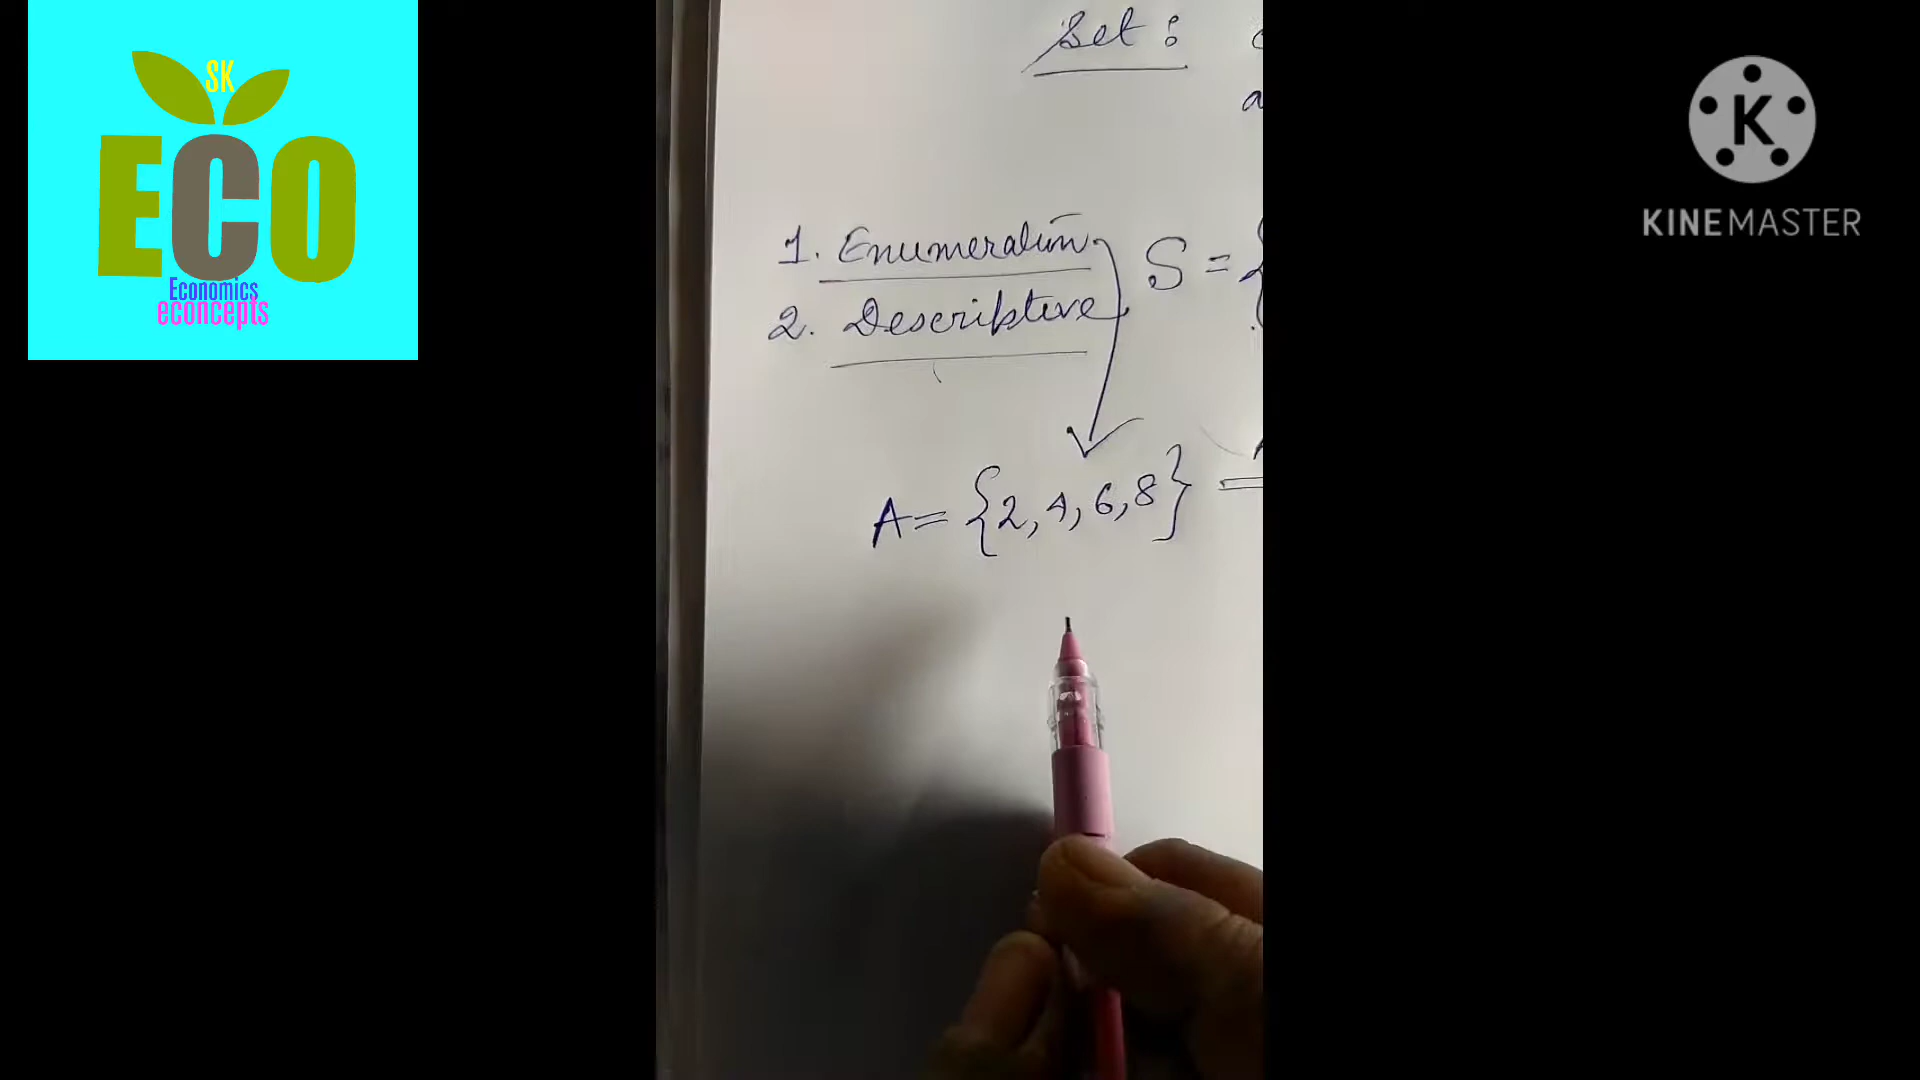 SK
ECO
Economics
econcepts
Set :
1. Enumeration
S = {
2. Descriptive
A = {2, 4, 6, 8} =
K
KINEMASTER